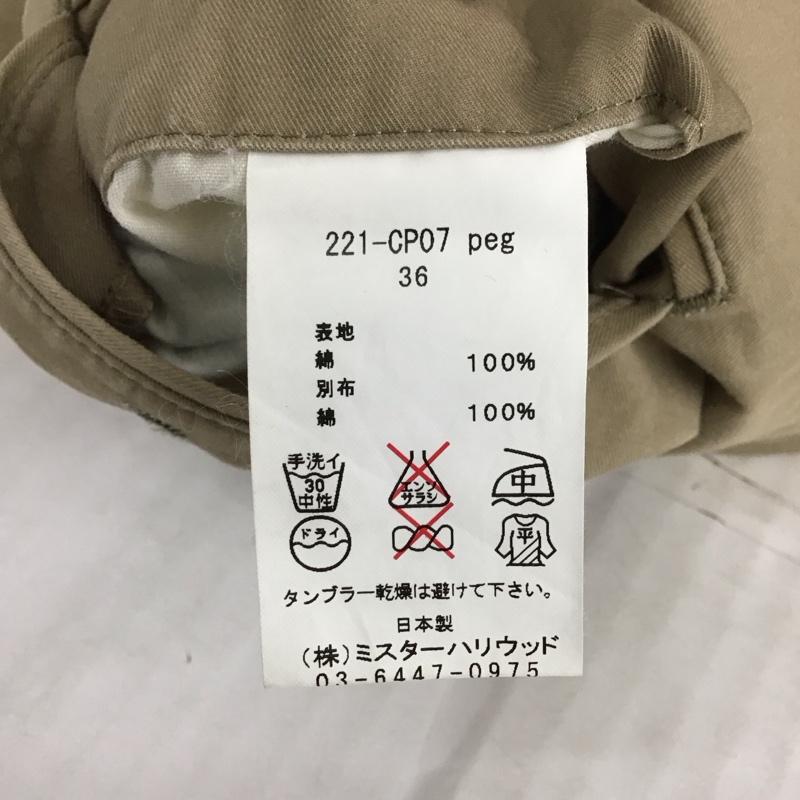 221-CP07 peg
36
表地
綿 100%
別布
綿 100%
手洗イ
30
中性
エンソ
サラシ
中
ドライ
平
タンブラー乾燥は避けて下さい。
日本製
(株)ミスターハリウッド
03-6447-0975